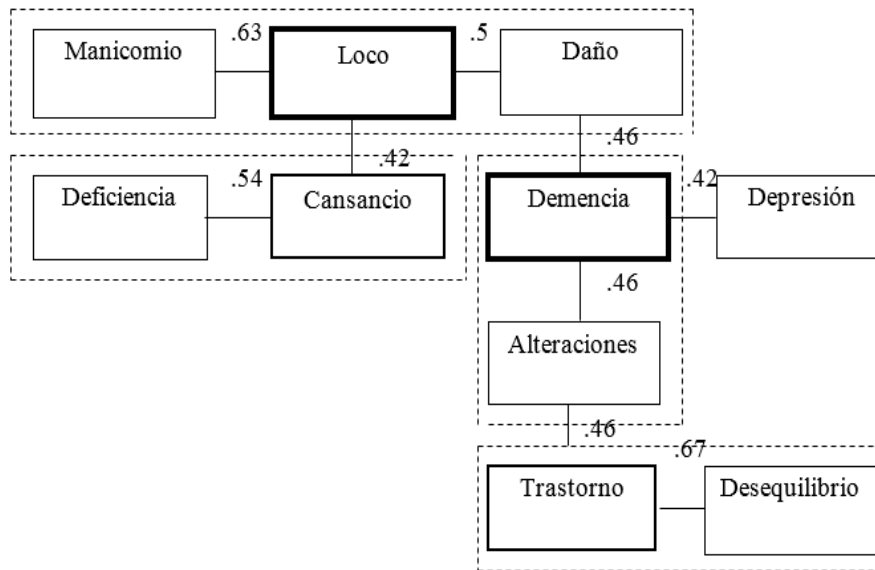 .63
.5
Manicomio
Loco
Daño
.42
.46
.54
.42
Deficiencia
Cansancio
Demencia
Depresión
.46
Alteraciones
.46
.67
Trastorno
Desequilibrio